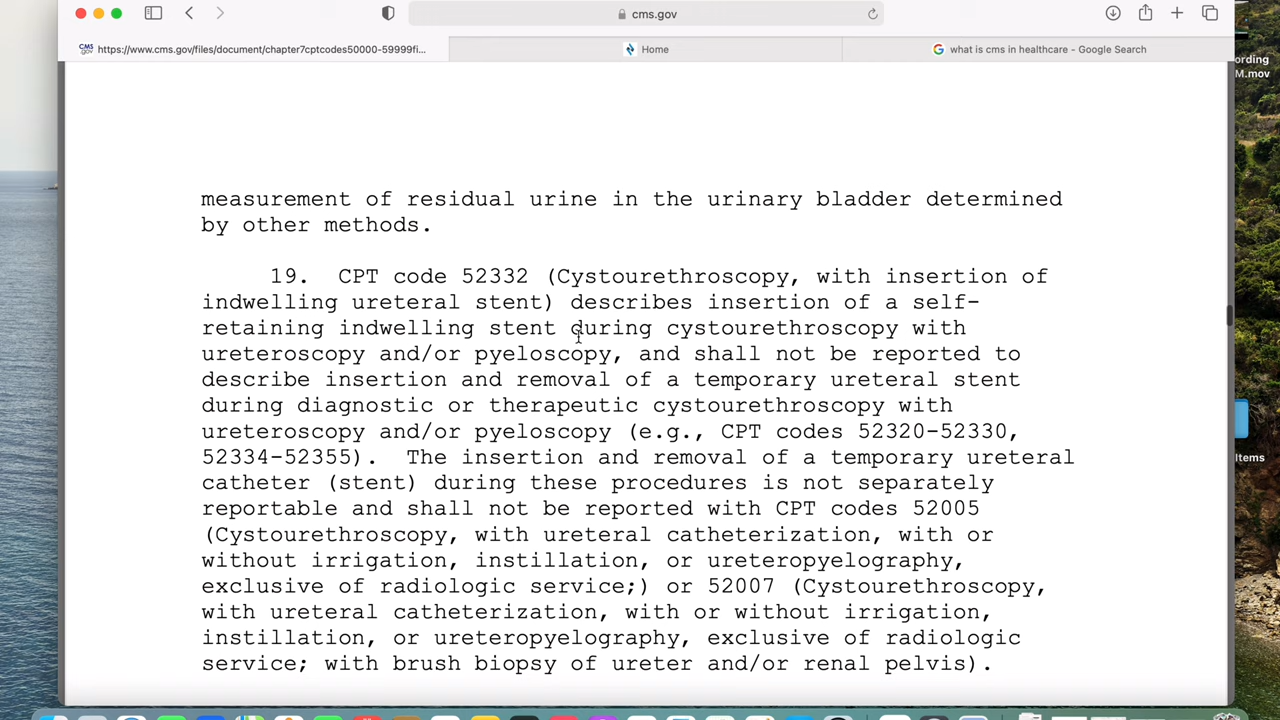 cms.gov
CMS
.gov
https://www.cms.gov/files/document/chapter7cptcodes50000-59999fi...
Home
what is cms in healthcare - Google Search
ording
M.mov
measurement of residual urine in the urinary bladder determined
by other methods.
19. CPT code 52332 (Cystourethroscopy, with insertion of
indwelling ureteral stent) describes insertion of a self-
retaining indwelling stent during cystourethroscopy with
ureteroscopy and/or pyeloscopy, and shall not be reported to
describe insertion and removal of a temporary ureteral stent
during diagnostic or therapeutic cystourethroscopy with
ureteroscopy and/or pyeloscopy (e.g., CPT codes 52320-52330,
52334-52355). The insertion and removal of a temporary ureteral
catheter (stent) during these procedures is not separately
reportable and shall not be reported with CPT codes 52005
(Cystourethroscopy, with ureteral catheterization, with or
without irrigation, instillation, or ureteropyelography,
exclusive of radiologic service;) or 52007 (Cystourethroscopy,
with ureteral catheterization, with or without irrigation,
instillation, or ureteropyelography, exclusive of radiologic
service; with brush biopsy of ureter and/or renal pelvis).
Items